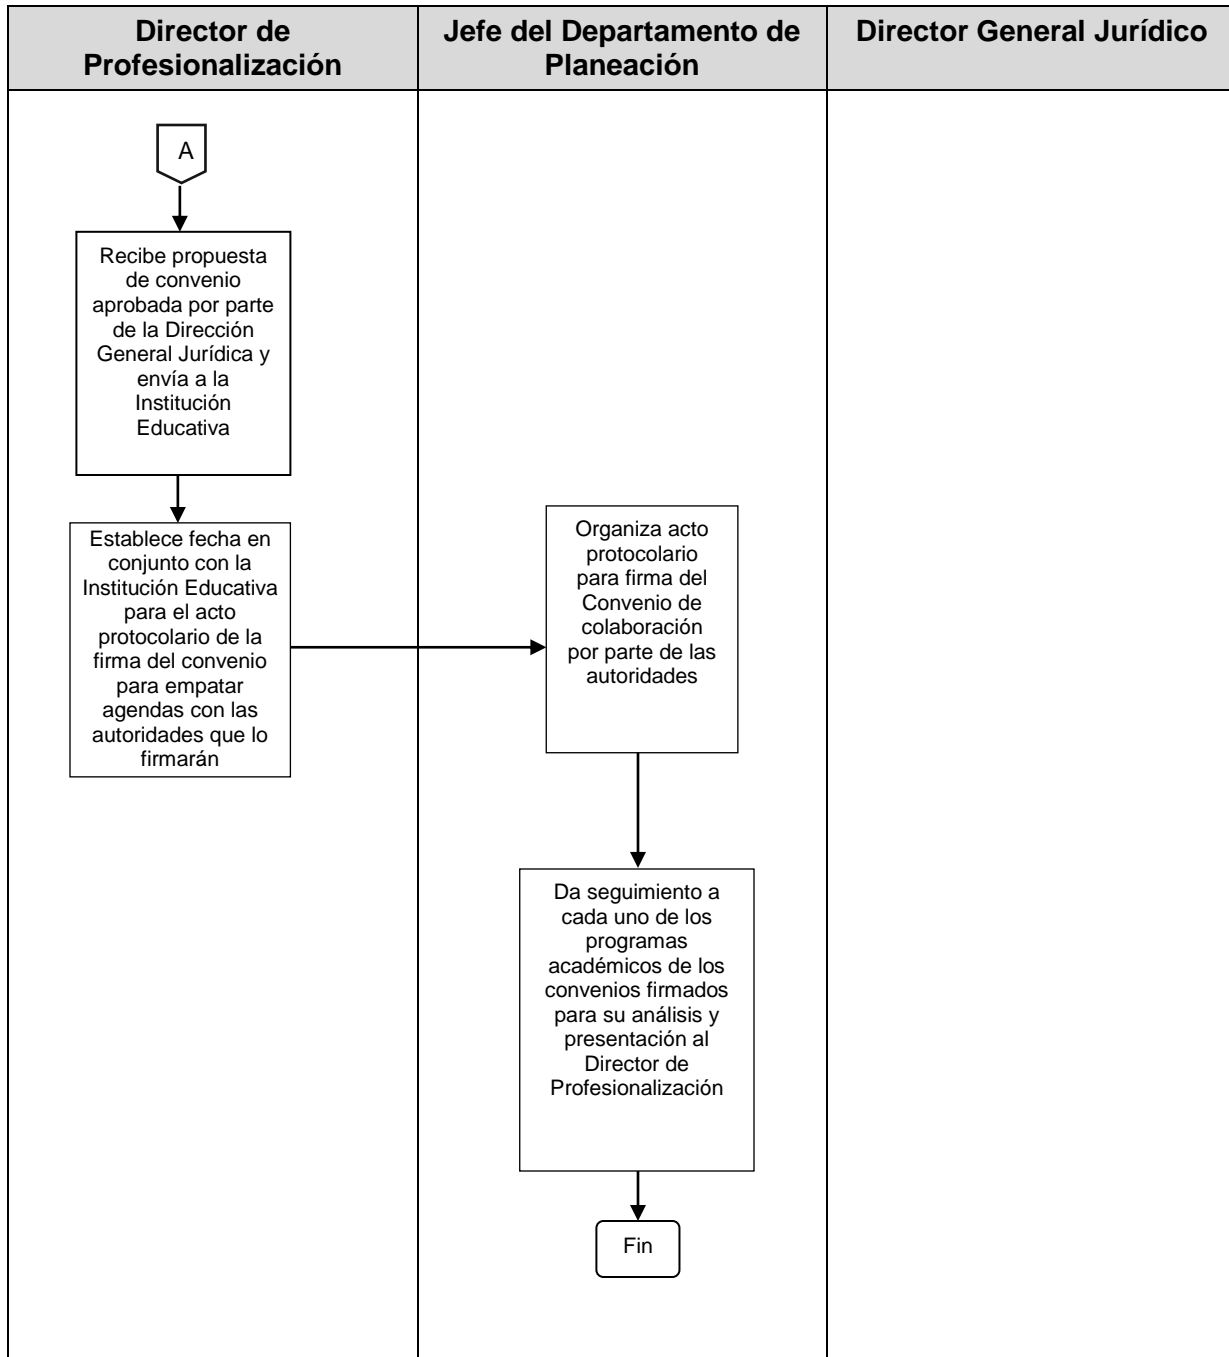 Director de
Profesionalización
Jefe del Departamento de
Planeación
Director General Jurídico
A
Recibe propuesta
de convenio
aprobada por parte
de la Dirección
General Jurídica y
envía a la
Institución
Educativa
Establece fecha en
conjunto con la
Institución Educativa
para el acto
protocolario de la
firma del convenio
para empatar
agendas con las
autoridades que lo
firmarán
Organiza acto
protocolario
para firma del
Convenio de
colaboración
por parte de las
autoridades
Da seguimiento a
cada uno de los
programas
académicos de los
convenios firmados
para su análisis y
presentación al
Director de
Profesionalización
Fin